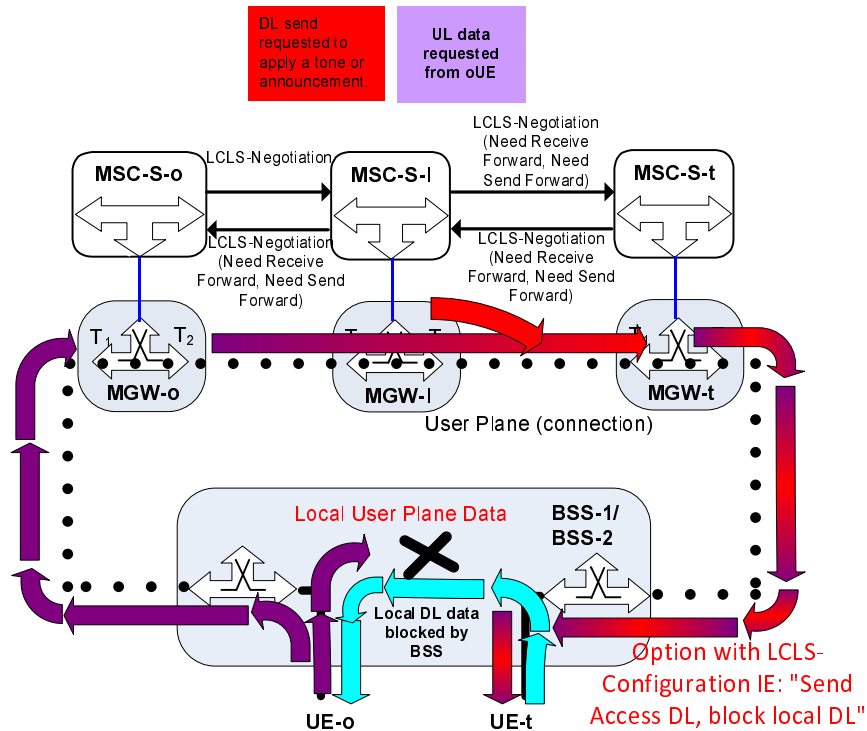 DL send
requested to
apply a tone or
announcement.
UL data
requested
from oUE
LCLS-Negotiation
LCLS-Negotiation
(Need Receive
Forward, Need
Send Forward)
MSC-S-o
MSC-S-I
MSC-S-t
LCLS-Negotiation
(Need Receive
Forward, Need Send
Forward)
LCLS-Negotiation
(Need Receive
Forward, Need Send
Forward)
T1
T2
T
T
T
MGW-o
MGW-I
MGW-t
User Plane (connection)
Local User Plane Data
BSS-1/
BSS-2
Local DL data
blocked by
BSS
UE-o
UE-t
Option with LCLS-
Configuration IE: "Send
Access DL, block local DL"